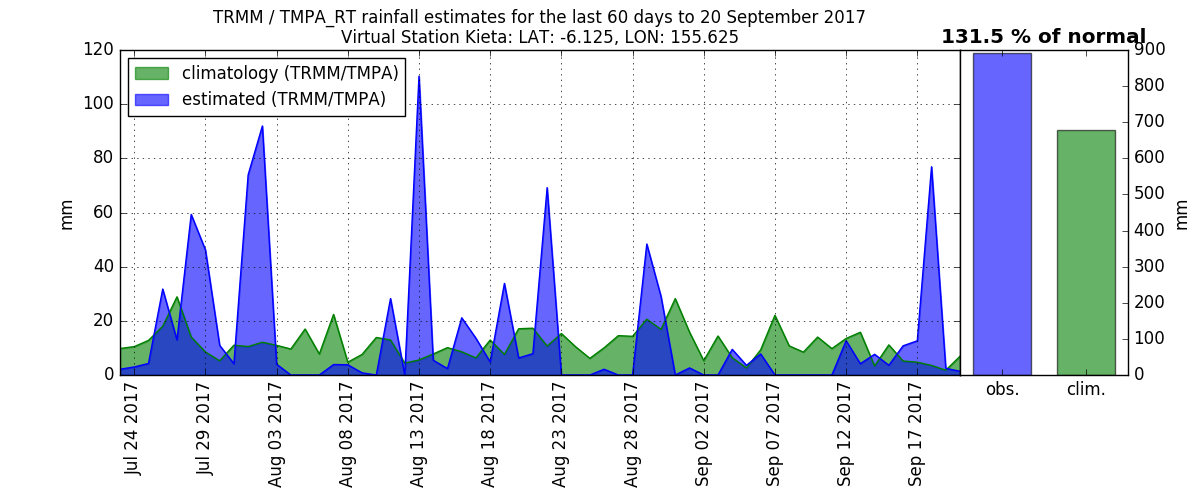 TRMM / TMPA_RT rainfall estimates for the last 60 days to 20 September 2017
Virtual Station Kieta: LAT: -6.125, LON: 155.625
131.5 % of normal
climatology (TRMM/TMPA)
estimated (TRMM/TMPA)
120
100
80
60
40
20
0
mm
Jul 24 2017
Jul 29 2017
Aug 03 2017
Aug 08 2017
Aug 13 2017
Aug 18 2017
Aug 23 2017
Aug 28 2017
Sep 02 2017
Sep 07 2017
Sep 12 2017
Sep 17 2017
900
800
700
600
500
400
300
200
100
0
mm
obs.
clim.